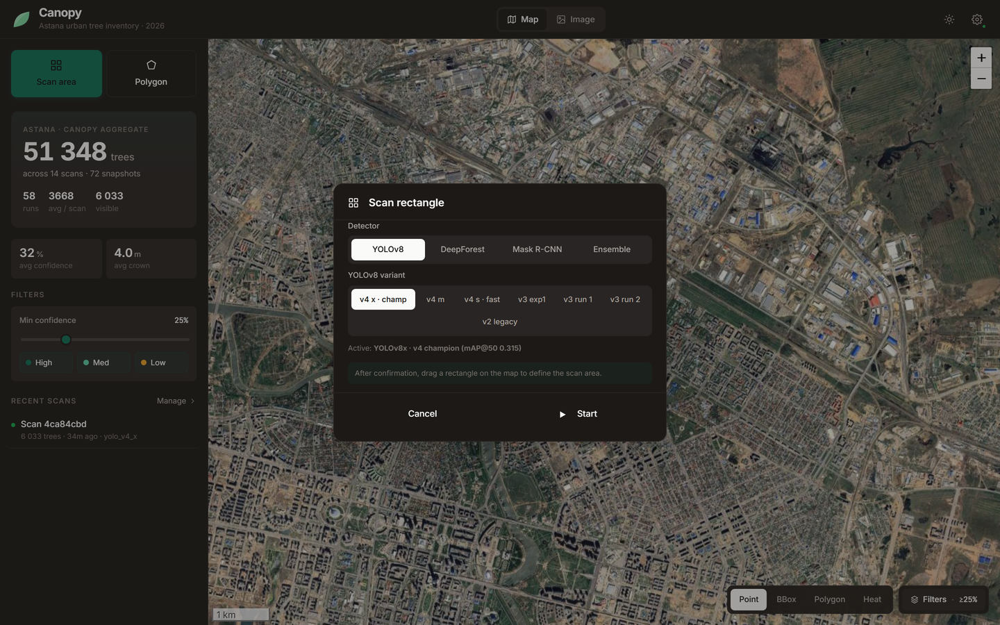 Canopy
Astana urban tree inventory · 2026
Map
Image
Scan area
Polygon
ASTANA · CANOPY AGGREGATE
51 348 trees
across 14 scans · 72 snapshots
58 3668 6 033
runs avg / scan visible
32 % 4.0 m
avg confidence avg crown
FILTERS
Min confidence 25%
High Med Low
RECENT SCANS Manage
Scan 4ca84cbd
6 033 trees · 34m ago · yolo_v4_x
Scan rectangle
Detector
YOLOv8 DeepForest Mask R-CNN Ensemble
YOLOv8 variant
v4 x · champ v4 m v4 s · fast v3 exp1 v3 run 1 v3 run 2
v2 legacy
Active: YOLOv8x · v4 champion (mAP@50 0.315)
After confirmation, drag a rectangle on the map to define the scan area.
Cancel Start
+
−
Point BBox Polygon Heat
Filters · ≥25%
1 km